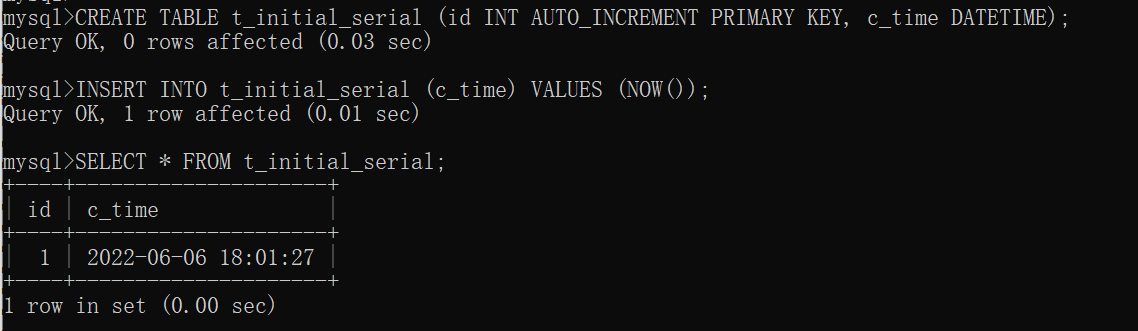 mysql>CREATE TABLE t_initial_serial (id INT AUTO_INCREMENT PRIMARY KEY, c_time DATETIME);
Query OK, 0 rows affected (0.03 sec)
mysql>INSERT INTO t_initial_serial (c_time) VALUES (NOW());
Query OK, 1 row affected (0.01 sec)
mysql>SELECT * FROM t_initial_serial;
+----+---------------------+
| id | c_time              |
+----+---------------------+
|  1 | 2022-06-06 18:01:27 |
+----+---------------------+
1 row in set (0.00 sec)